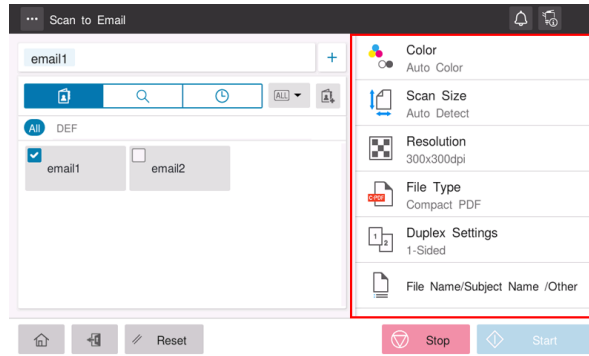 Scan to Email
email1
ALL
All DEF
email1
email2
Color
Auto Color
Scan Size
Auto Detect
Resolution
300x300dpi
C-PDF
File Type
Compact PDF
1 2
Duplex Settings
1-Sided
File Name/Subject Name /Other
Reset
Stop
Start